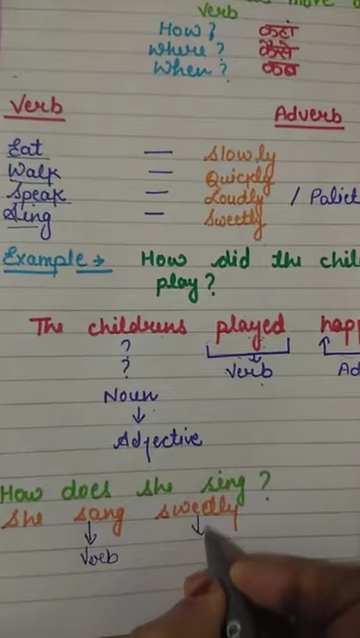 verb
How? कहां
where? कैसे
When? कब
Verb Adverb
Eat — Slowly
Walk — Quickly
Speak — Loudly /
Sing — Sweetly
Example → How did the chil
play?
The childrens played happ
?
?
Verb Ad
Noun
Adjective
How does she sing?
She sang sweetly
Verb